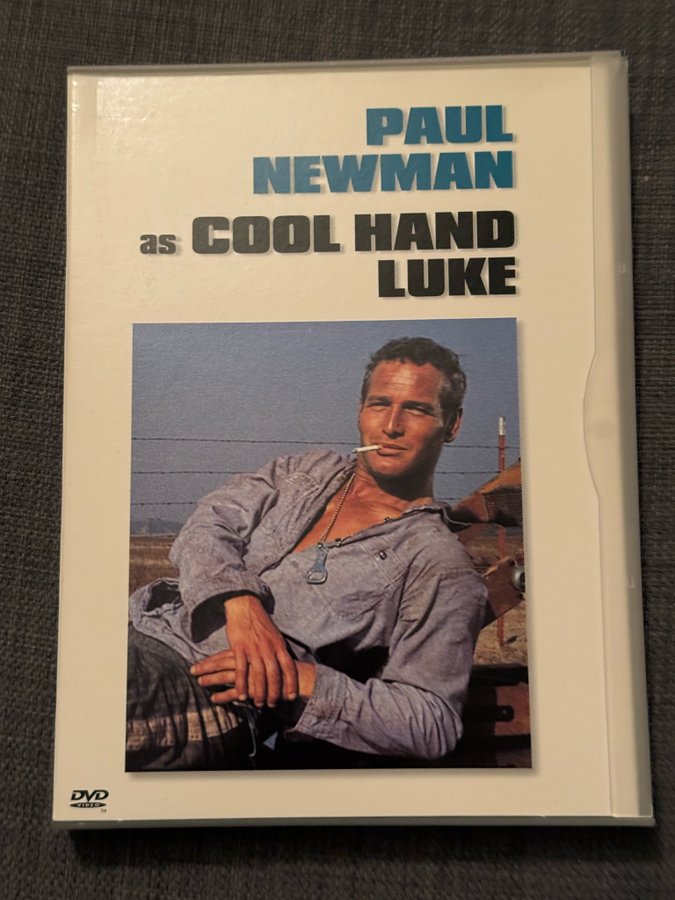 PAUL
NEWMAN
as COOL HAND
LUKE
DVD
VIDEO